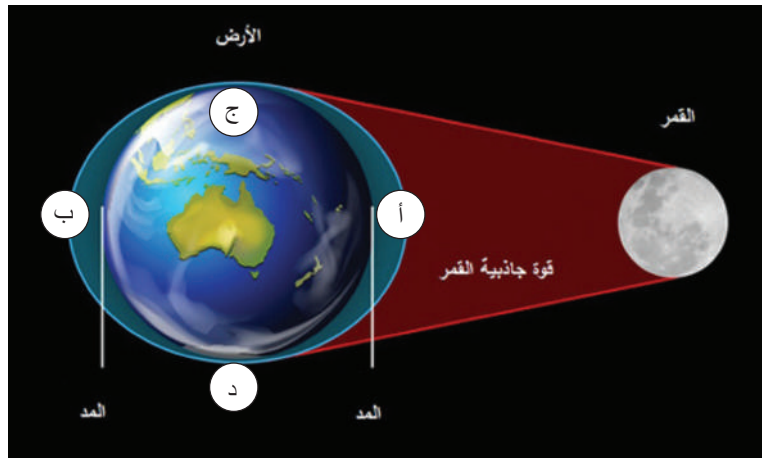 الأرض
ج
القمر
ب
أ
قوة جاذبية القمر
د
المد
المد